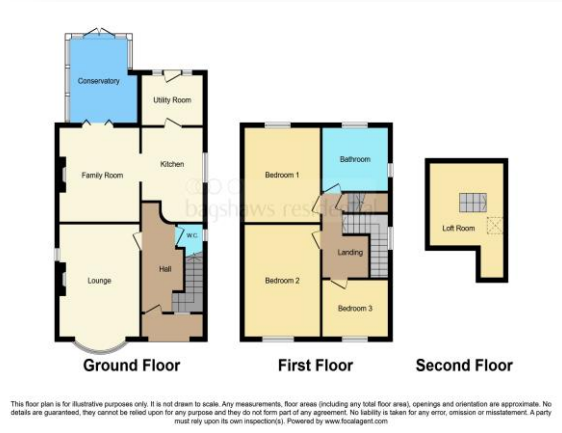 Conservatory
Utility Room
Family Room
Kitchen
W.C
Hall
Lounge
Bedroom 1
Bathroom
Landing
Bedroom 2
Bedroom 3
Loft Room
bagshaws residential
Ground Floor
First Floor
Second Floor
This floor plan is for illustrative purposes only. It is not drawn to scale. Any measurements, floor areas (including any total floor area), openings and orientation are approximate. No
details are guaranteed, they cannot be relied upon for any purpose and they do not form part of any agreement. No liability is taken for any error, omission or misstatement. A party
must rely upon its own inspection(s). Powered by www.focalagent.com